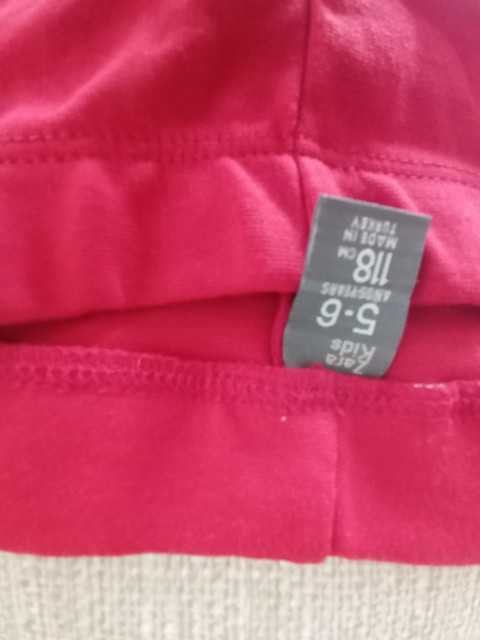 Zara
Kids
5-6
AÑOS•YEARS
118 CM
MADE IN
TURKEY